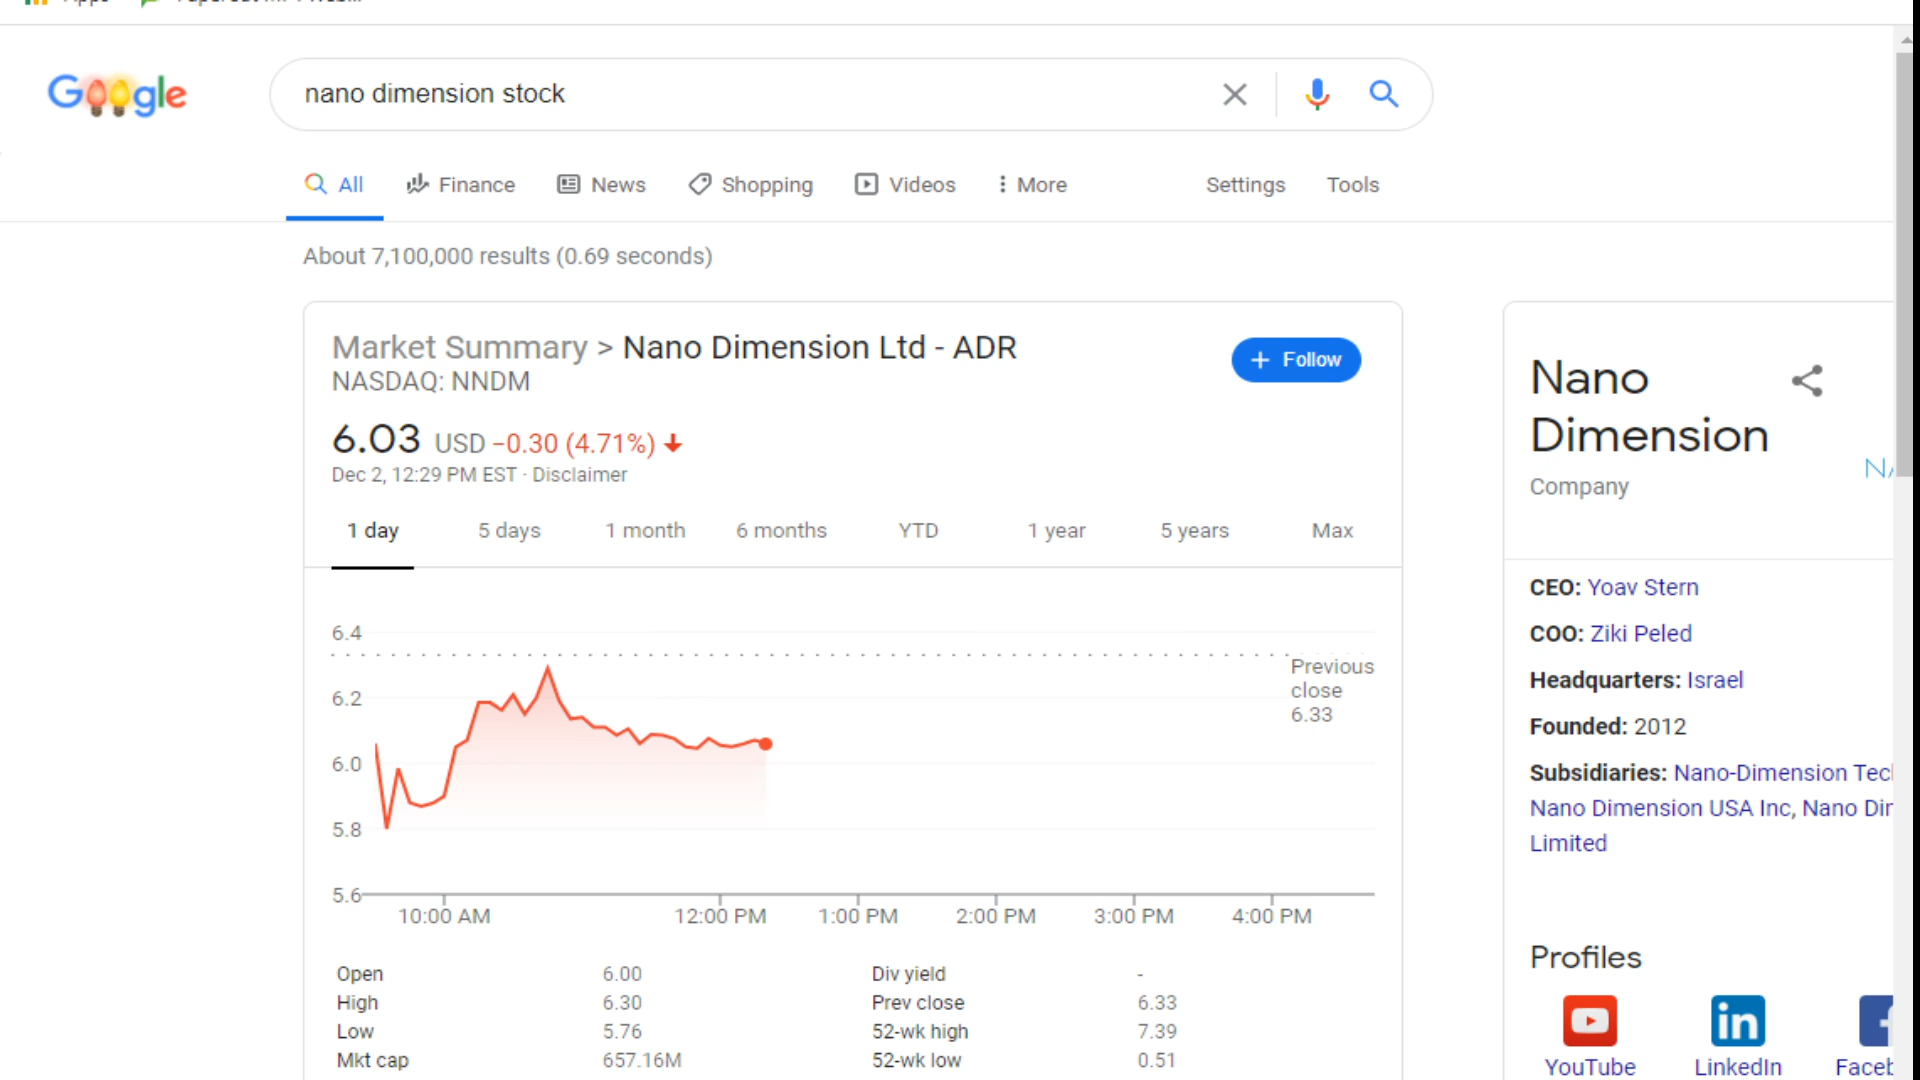 Google
nano dimension stock
All Finance News Shopping Videos More Settings Tools
About 7,100,000 results (0.69 seconds)
Market Summary > Nano Dimension Ltd - ADR
NASDAQ: NNDM
+ Follow
6.03 USD −0.30 (4.71%)
Dec 2, 12:29 PM EST · Disclaimer
1 day 5 days 1 month 6 months YTD 1 year 5 years Max
6.4
6.2
6.0
5.8
5.6
Previous
close
6.33
10:00 AM 12:00 PM 1:00 PM 2:00 PM 3:00 PM 4:00 PM
Open 6.00 Div yield -
High 6.30 Prev close 6.33
Low 5.76 52-wk high 7.39
Mkt cap 657.16M 52-wk low 0.51
Nano
Dimension
Company
CEO: Yoav Stern
COO: Ziki Peled
Headquarters: Israel
Founded: 2012
Subsidiaries: Nano-Dimension
Nano Dimension USA Inc, Nano
Limited
Profiles
in
YouTube LinkedIn